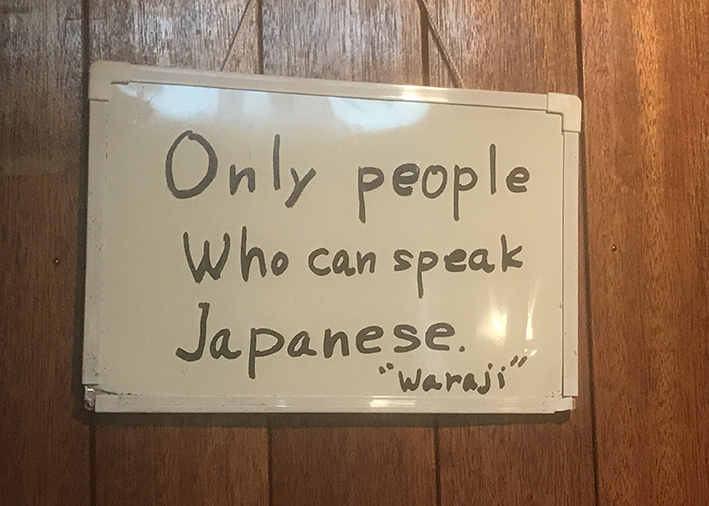 Only people
Who can speak
Japanese.
"Waraji"